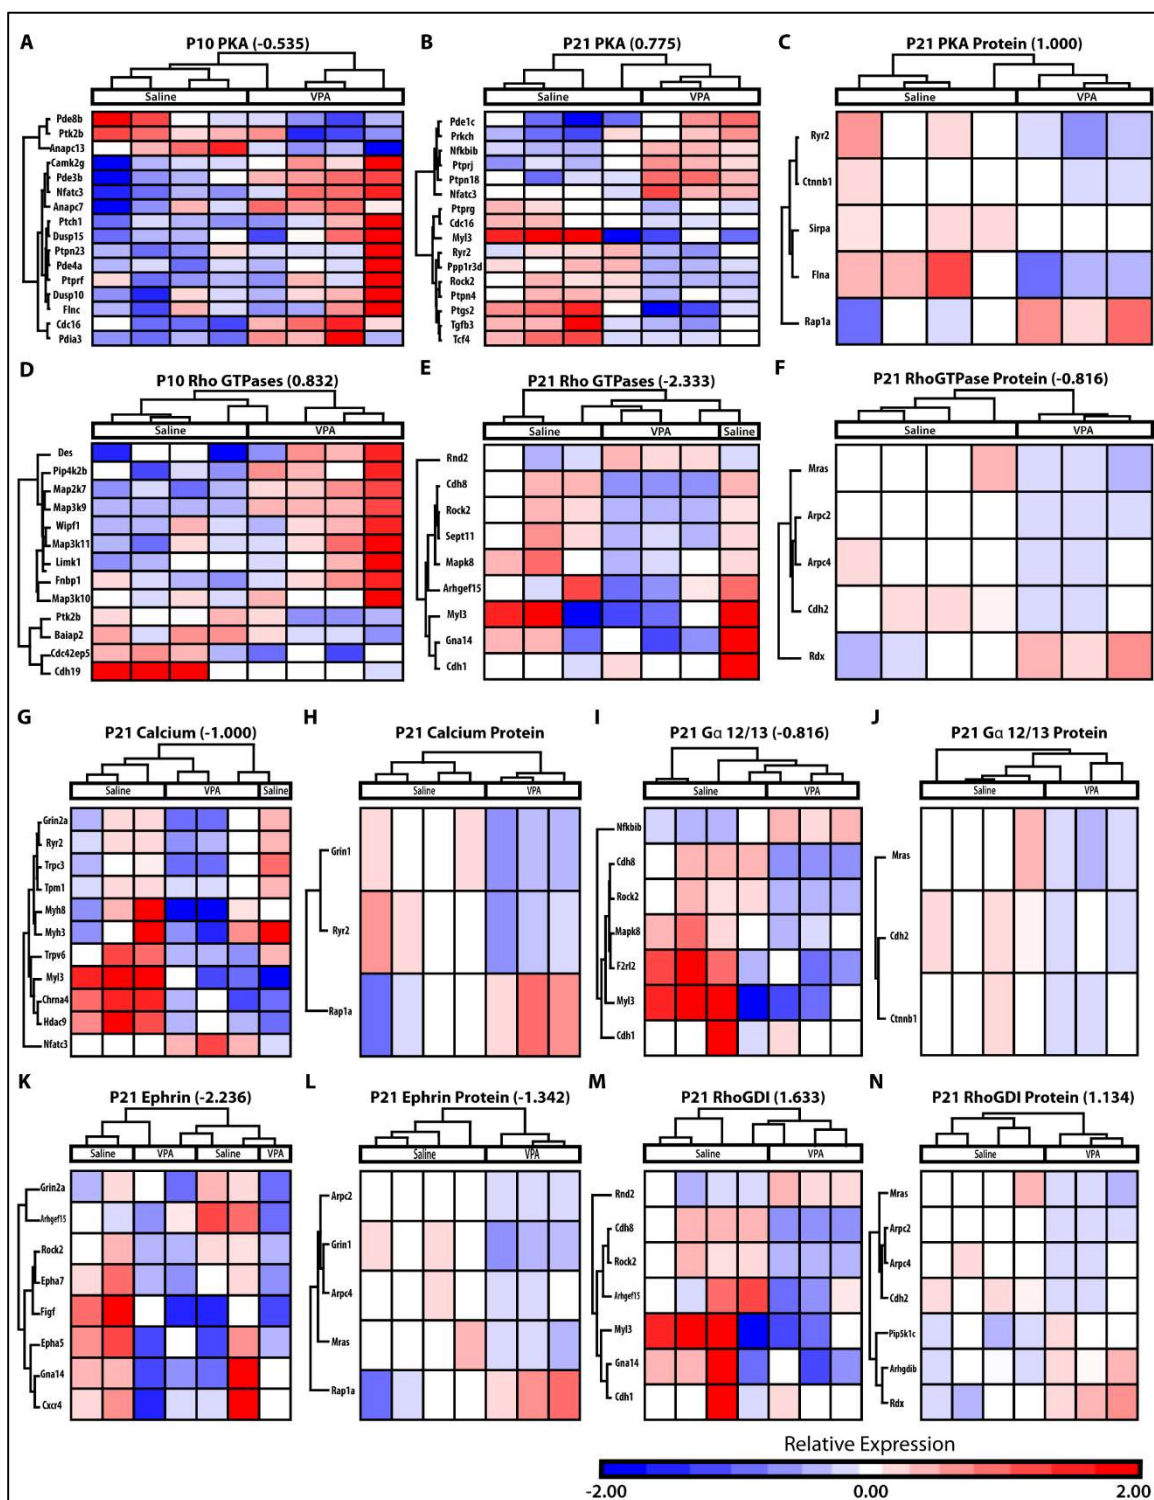 A
P10 PKA (-0.535)
Saline VPA
Pde8b
Ptk2b
Anapc13
Camk2g
Pde3b
Nfatc3
Anapc7
Ptch1
Dusp15
Ptpn23
Pde4a
Ptprf
Dusp10
Flnc
Cdc16
Pdia3
B
P21 PKA (0.775)
Saline VPA
Pde1c
Prkch
Nfkbib
Ptprj
Ptpn18
Nfatc3
Ptprg
Cdc16
Myl3
Ryr2
Ppp1r3d
Rock2
Ptpn4
Ptgs2
Tgfb3
Tcf4
C
P21 PKA Protein (1.000)
Saline VPA
Ryr2
Ctnnb1
Sirpa
Flna
Rap1a
D
P10 Rho GTPases (0.832)
Saline VPA
Des
Pip4k2b
Map2k7
Map3k9
Wipf1
Map3k11
Limk1
Fnbp1
Map3k10
Ptk2b
Baiap2
Cdc42ep5
Cdh19
E
P21 Rho GTPases (-2.333)
Saline VPA Saline
Rnd2
Cdh8
Rock2
Sept11
Mapk8
Arhgef15
Myl3
Gna14
Cdh1
F
P21 RhoGTPase Protein (-0.816)
Saline VPA
Mras
Arpc2
Arpc4
Cdh2
Rdx
G
P21 Calcium (-1.000)
Saline VPA Saline
Grin2a
Ryr2
Trpc3
Tpm1
Myh8
Myh3
Trpv6
Myl3
Chrna4
Hdac9
Nfatc3
H
P21 Calcium Protein
Saline VPA
Grin1
Ryr2
Rap1a
I
P21 Gα 12/13 (-0.816)
Saline VPA
Nfkbib
Cdh8
Rock2
Mapk8
F2rl2
Myl3
Cdh1
J
P21 Gα 12/13 Protein
Saline VPA
Mras
Cdh2
Ctnnb1
K
P21 Ephrin (-2.236)
Saline VPA Saline VPA
Grin2a
Arhgef15
Rock2
Epha7
Figf
Epha5
Gna14
Cxcr4
L
P21 Ephrin Protein (-1.342)
Saline VPA
Arpc2
Grin1
Arpc4
Mras
Rap1a
M
P21 RhoGDI (1.633)
Saline VPA
Rnd2
Cdh8
Rock2
Arhgef15
Myl3
Gna14
Cdh1
N
P21 RhoGDI Protein (1.134)
Saline VPA
Mras
Arpc2
Arpc4
Cdh2
Pip5k1c
Arhgdib
Rdx
Relative Expression
-2.00 0.00 2.00